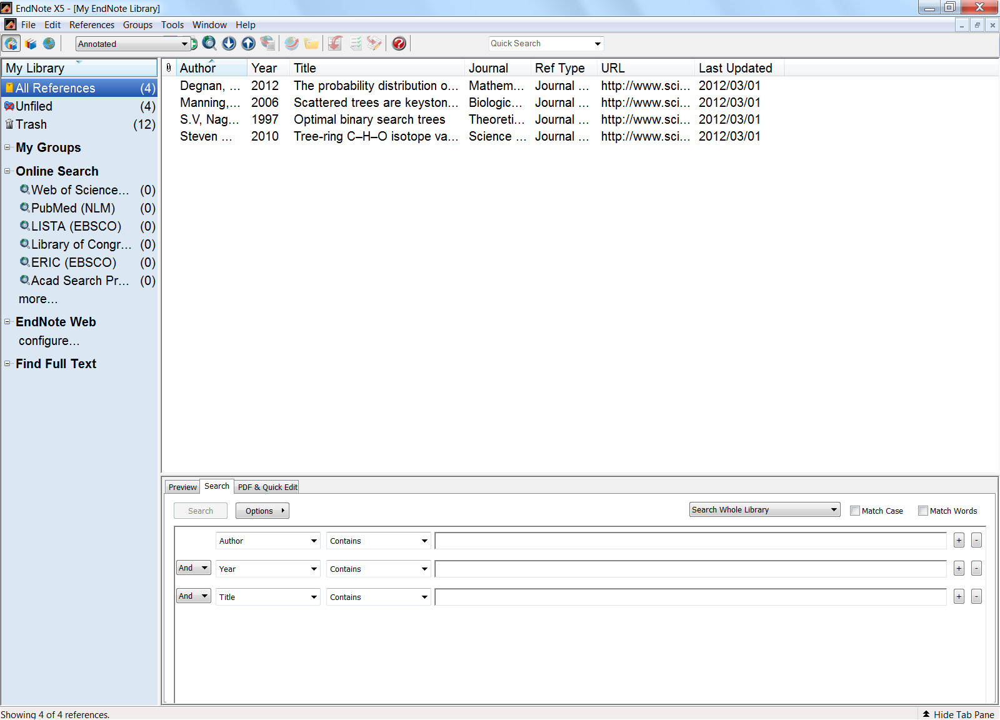 EndNote X5 - [My EndNote Library]
File Edit References Groups Tools Window Help
Annotated Quick Search
My Library
All References (4)
Unfiled (4)
Trash (12)
My Groups
Online Search
Web of Science... (0)
PubMed (NLM) (0)
LISTA (EBSCO) (0)
Library of Congr... (0)
ERIC (EBSCO) (0)
Acad Search Pr... (0)
more...
EndNote Web
configure...
Find Full Text
Author Year Title Journal Ref Type URL Last Updated
Degnan, ... 2012 The probability distribution o... Mathem... Journal ... http://www.sci... 2012/03/01
Manning,... 2006 Scattered trees are keyston... Biologic... Journal ... http://www.sci... 2012/03/01
S.V, Nag... 1997 Optimal binary search trees Theoreti... Journal ... http://www.sci... 2012/03/01
Steven ... 2010 Tree-ring C–H–O isotope va... Science ... Journal ... http://www.sci... 2012/03/01
Preview Search PDF & Quick Edit
Search Options Search Whole Library Match Case Match Words
Author Contains + -
And Year Contains + -
And Title Contains + -
Showing 4 of 4 references. Hide Tab Pane